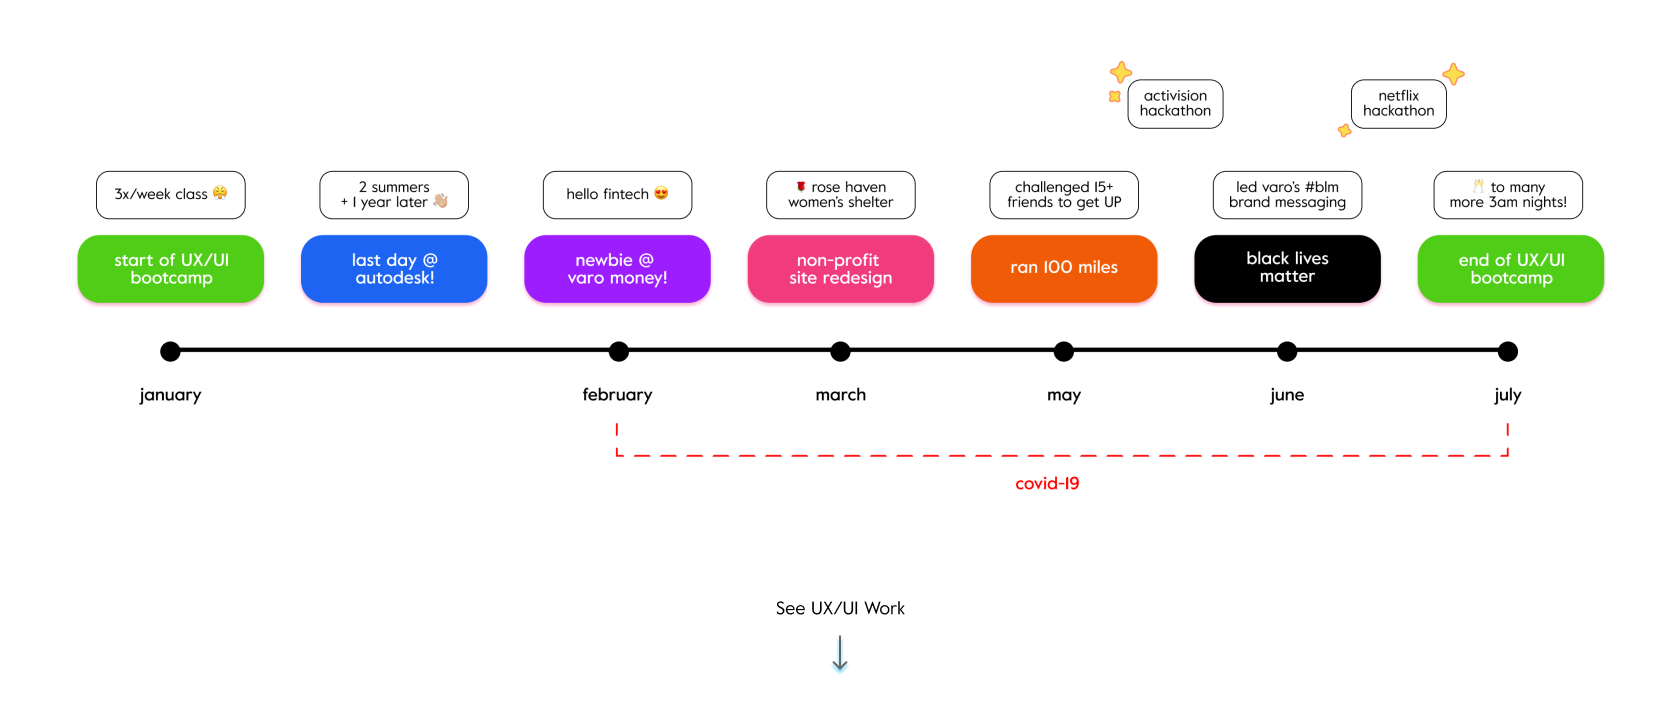 activision
hackathon
netflix
hackathon
3x/week class 😤
2 summers
+ 1 year later 👋🏼
hello fintech 😍
🌹 rose haven
women's shelter
challenged 15+
friends to get UP
led varo's #blm
brand messaging
🥂 to many
more 3am nights!
start of UX/UI
bootcamp
last day @
autodesk!
newbie @
varo money!
non-profit
site redesign
ran 100 miles
black lives
matter
end of UX/UI
bootcamp
january
february
march
may
june
july
covid-19
See UX/UI Work